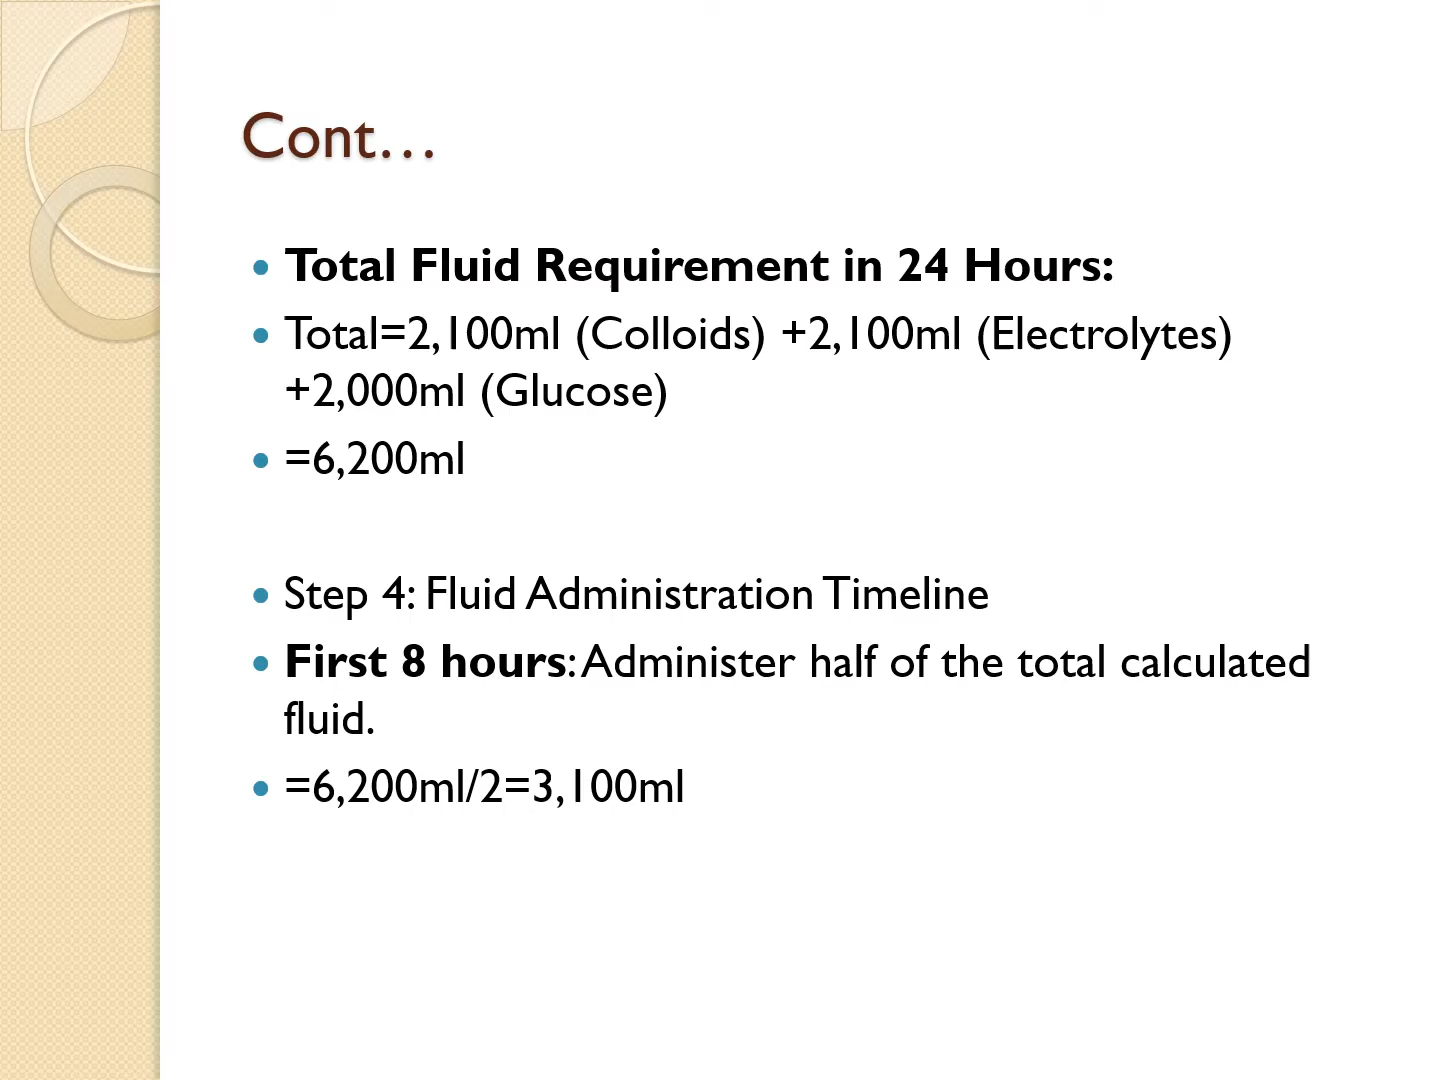 Cont…
• Total Fluid Requirement in 24 Hours:
• Total=2,100ml (Colloids) +2,100ml (Electrolytes)
+2,000ml (Glucose)
• =6,200ml
• Step 4: Fluid Administration Timeline
• First 8 hours: Administer half of the total calculated
fluid.
• =6,200ml/2=3,100ml